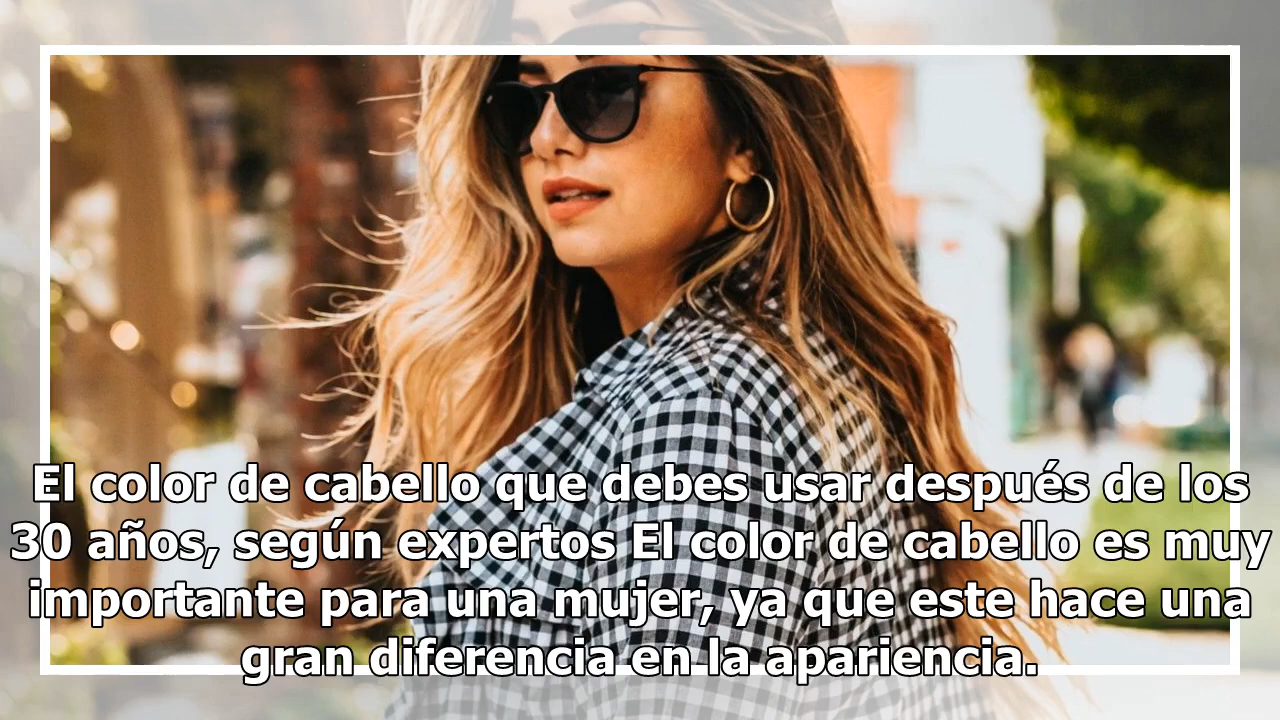 El color de cabello que debes usar después de los
30 años, según expertos El color de cabello es muy
importante para una mujer, ya que este hace una
gran diferencia en la apariencia.